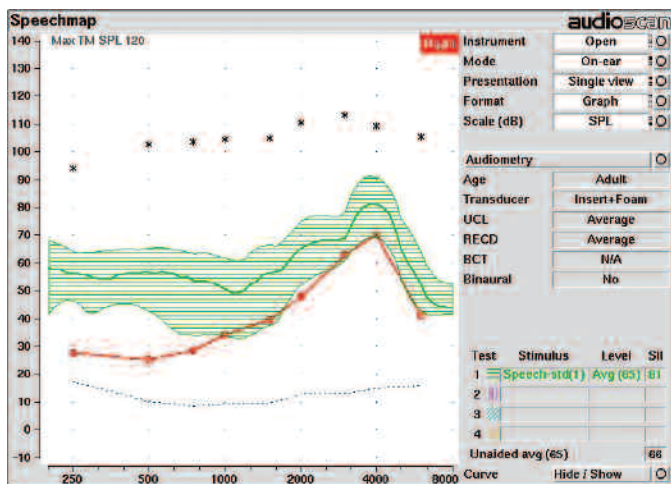 Speechmap audioscan
Max TM SPL 120
140
130
120
110
100
90
80
70
60
50
40
30
20
10
0
-10
250 500 1000 2000 4000 8000
Instrument Open
Mode On-ear
Presentation Single view
Format Graph
Scale (dB) SPL
Audiometry
Age Adult
Transducer Insert+Foam
UCL Average
RECD Average
BCT N/A
Binaural No
Test Stimulus Level SII
1 Speech-std(1) Avg (65) 81
2
3
4
Unaided avg (65) 66
Curve Hide / Show